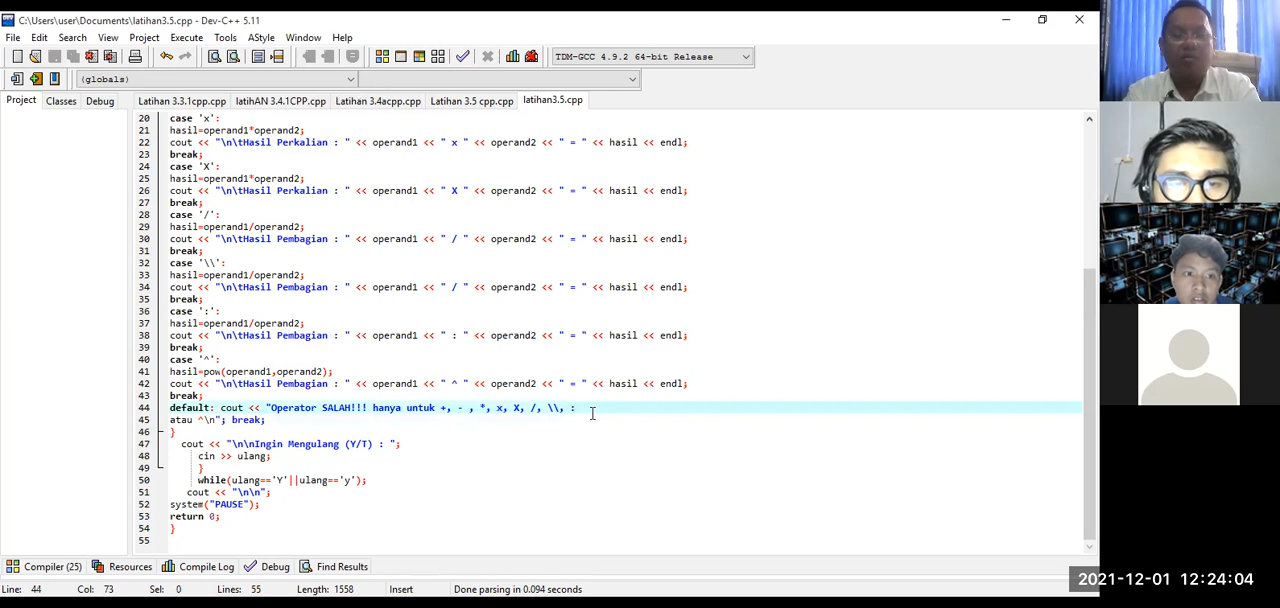 C:\Users\user\Documents\latihan3.5.cpp - Dev-C++ 5.11
File Edit Search View Project Execute Tools AStyle Window Help
TDM-GCC 4.9.2 64-bit Release
(globals)
Project Classes Debug Latihan 3.3.1cpp.cpp latihAN 3.4.1CPP.cpp Latihan 3.4acpp.cpp Latihan 3.5 cpp.cpp latihan3.5.cpp
20 case 'x':
21 hasil=operand1*operand2;
22 cout << "\n\tHasil Perkalian : " << operand1 << " x " << operand2 << " = " << hasil << endl;
23 break;
24 case 'X':
25 hasil=operand1*operand2;
26 cout << "\n\tHasil Perkalian : " << operand1 << " X " << operand2 << " = " << hasil << endl;
27 break;
28 case '/':
29 hasil=operand1/operand2;
30 cout << "\n\tHasil Pembagian : " << operand1 << " / " << operand2 << " = " << hasil << endl;
31 break;
32 case '\\':
33 hasil=operand1/operand2;
34 cout << "\n\tHasil Pembagian : " << operand1 << " / " << operand2 << " = " << hasil << endl;
35 break;
36 case ':':
37 hasil=operand1/operand2;
38 cout << "\n\tHasil Pembagian : " << operand1 << " : " << operand2 << " = " << hasil << endl;
39 break;
40 case '^':
41 hasil=pow(operand1,operand2);
42 cout << "\n\tHasil Pembagian : " << operand1 << " ^ " << operand2 << " = " << hasil << endl;
43 break;
44 default: cout << "Operator SALAH!!! hanya untuk +, - , *, x, X, /, \\, :
45 atau ^\n"; break;
46 }
47 cout << "\n\nIngin Mengulang (Y/T) : ";
48 cin >> ulang;
49 }
50 while(ulang=='Y'||ulang=='y');
51 cout << "\n\n";
52 system("PAUSE");
53 return 0;
54 }
55
Compiler (25) Resources Compile Log Debug Find Results
Line: 44 Col: 73 Sel: 0 Lines: 55 Length: 1558 Insert Done parsing in 0.094 seconds
2021-12-01 12:24:04